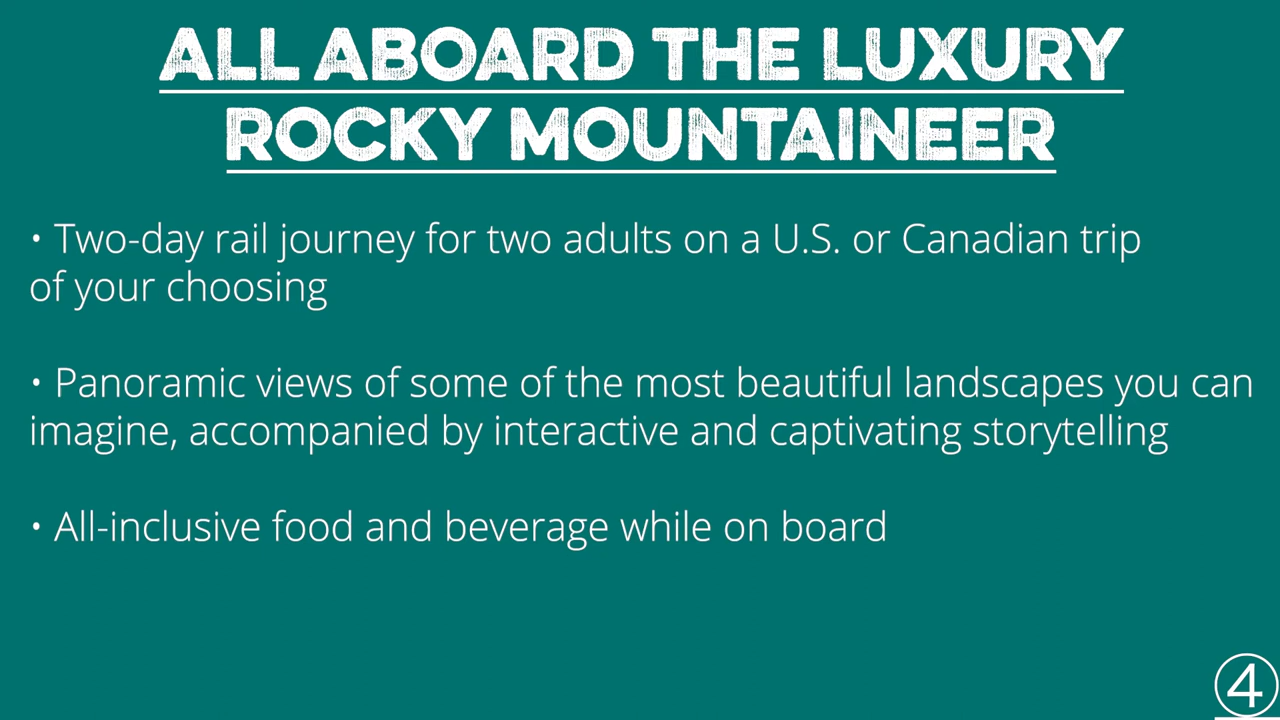 ALL ABOARD THE LUXURY
ROCKY MOUNTAINEER
• Two-day rail journey for two adults on a U.S. or Canadian trip
of your choosing
• Panoramic views of some of the most beautiful landscapes you can
imagine, accompanied by interactive and captivating storytelling
• All-inclusive food and beverage while on board
4